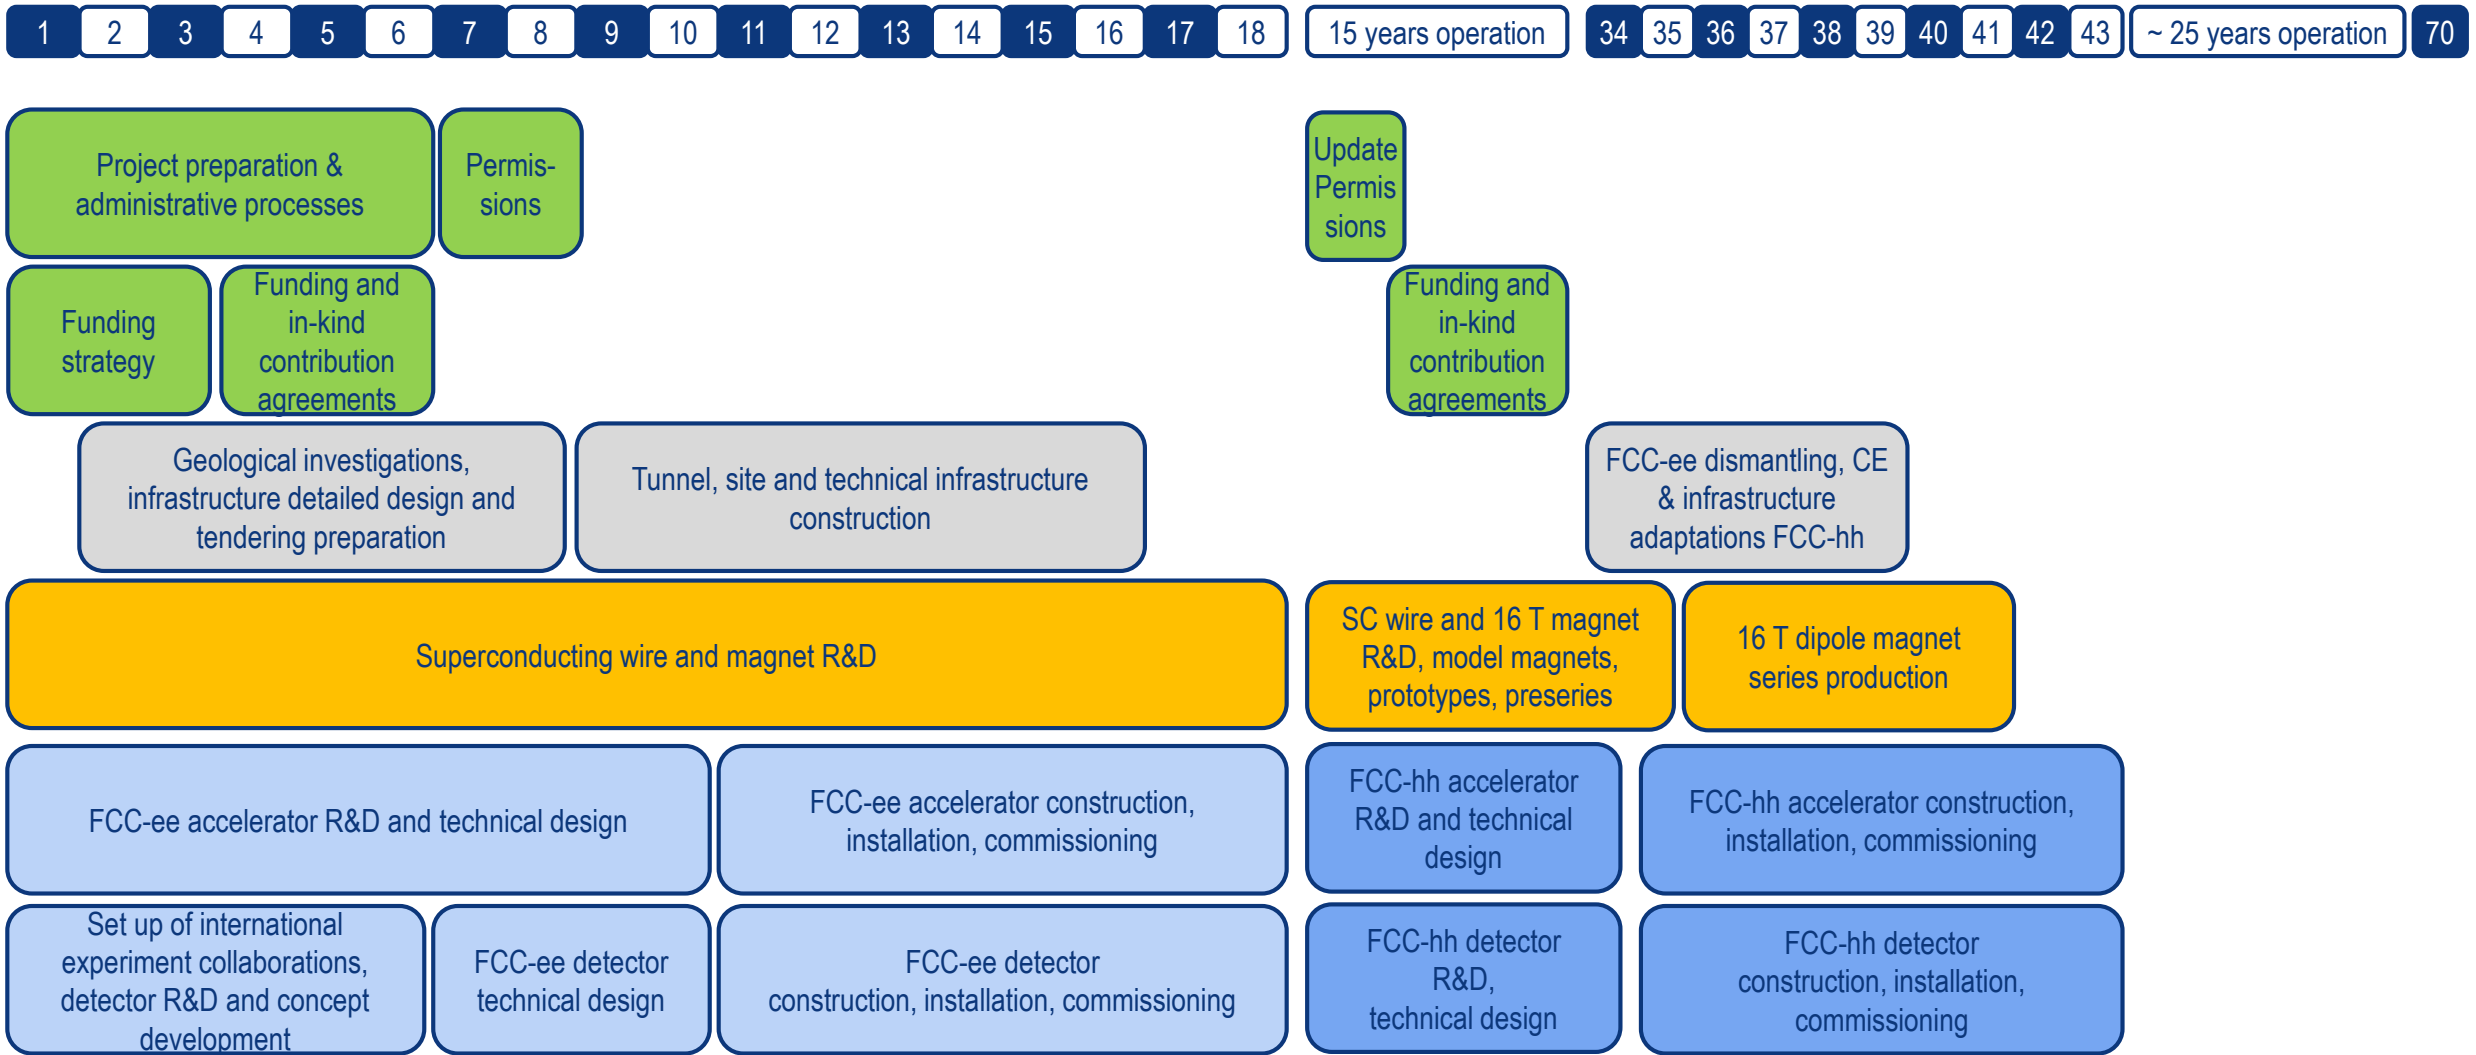 1 2 3 4 5 6 7 8 9 10 11 12 13 14 15 16 17 18 15 years operation 34 35 36 37 38 39 40 41 42 43 ~ 25 years operation 70
Project preparation &
administrative processes
Permis-
sions
Update
Permis
sions
Funding
strategy
Funding and
in-kind
contribution
agreements
Funding and
in-kind
contribution
agreements
Geological investigations,
infrastructure detailed design and
tendering preparation
Tunnel, site and technical infrastructure
construction
FCC-ee dismantling, CE
& infrastructure
adaptations FCC-hh
Superconducting wire and magnet R&D
SC wire and 16 T magnet
R&D, model magnets,
prototypes, preseries
16 T dipole magnet
series production
FCC-ee accelerator R&D and technical design
FCC-ee accelerator construction,
installation, commissioning
FCC-hh accelerator
R&D and technical
design
FCC-hh accelerator construction,
installation, commissioning
Set up of international
experiment collaborations,
detector R&D and concept
development
FCC-ee detector
technical design
FCC-ee detector
construction, installation, commissioning
FCC-hh detector
R&D,
technical design
FCC-hh detector
construction, installation,
commissioning